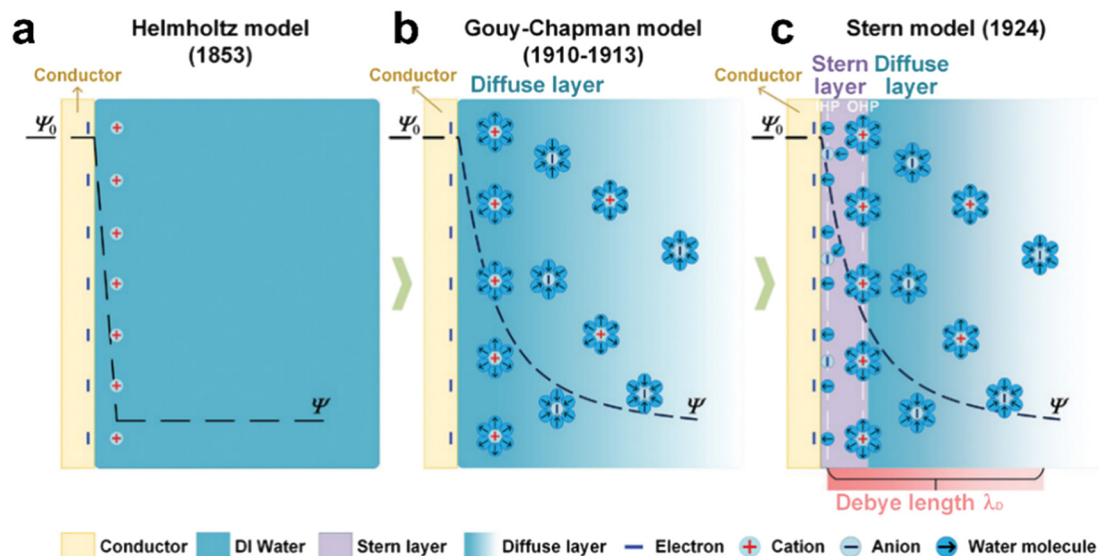 a
Helmholtz model
(1853)
Conductor
Ψ0
Ψ
b
Gouy-Chapman model
(1910-1913)
Conductor
Diffuse layer
Ψ0
Ψ
c
Stern model (1924)
Conductor
Stern
layer
Diffuse
layer
IHP OHP
Ψ0
Ψ
Debye length λD
Conductor
DI Water
Stern layer
Diffuse layer
Electron
Cation
Anion
Water molecule